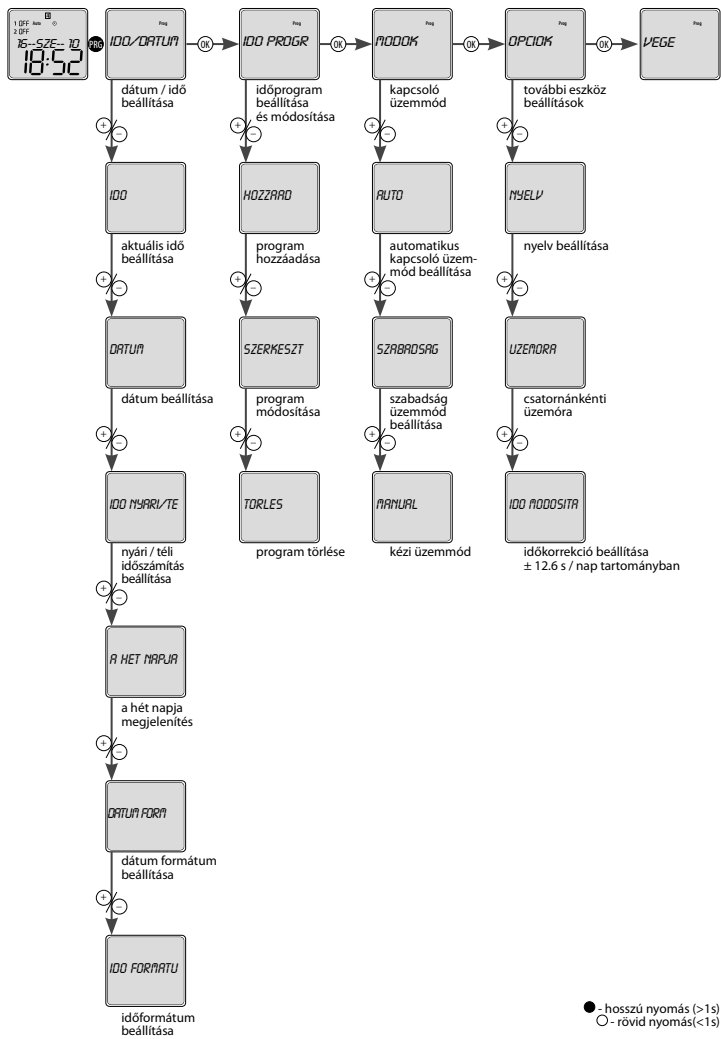 1 OFF Auto
2 OFF
16--SZE-- 10
18:52
PRG
Prog
IDO/DATUM
OK
Prog
IDO PROGR
OK
Prog
MODOK
OK
Prog
OPCIOK
OK
Prog
VEGE
dátum / idő
beállítása
időprogram
beállítása
és módosítása
kapcsoló
üzemmód
további eszköz
beállítások
+
−
+
−
+
−
+
−
IDO
HOZZAAD
AUTO
NYELV
aktuális idő
beállítása
program
hozzáadása
automatikus
kapcsoló üzem-
mód beállítása
nyelv beállítása
+
−
+
−
+
−
+
−
DATUM
SZERKESZT
SZABADSAG
UZEMORA
dátum beállítása
program
módosítása
szabadság
üzemmód
beállítása
csatornánkénti
üzemóra
+
−
+
−
+
−
+
−
IDO NYARI/TE
TORLES
MANUAL
IDO MODOSITA
nyári / téli
időszámítás
beállítása
program törlése
kézi üzemmód
időkorrekció beállítása
± 12.6 s / nap tartományban
+
−
A HET NAPJA
a hét napja
megjelenítés
+
−
DATUM FORM
dátum formátum
beállítása
+
−
IDO FORMATU
időformátum
beállítása
- hosszú nyomás (>1s)
- rövid nyomás(<1s)